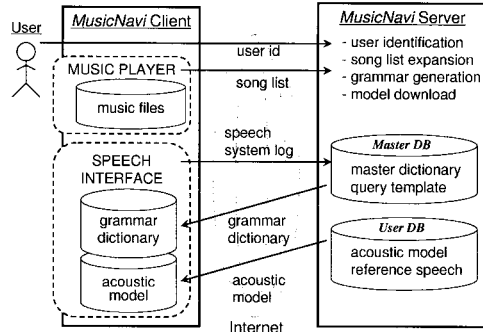 User
MusicNavi Client
MusicNavi Server
user id
- user identification
- song list expansion
- grammar generation
- model download
MUSIC PLAYER
music files
song list
speech
system log
SPEECH
INTERFACE
grammar
dictionary
acoustic
model
grammar
dictionary
acoustic
model
Master DB
master dictionary
query template
User DB
acoustic model
reference speech
Internet